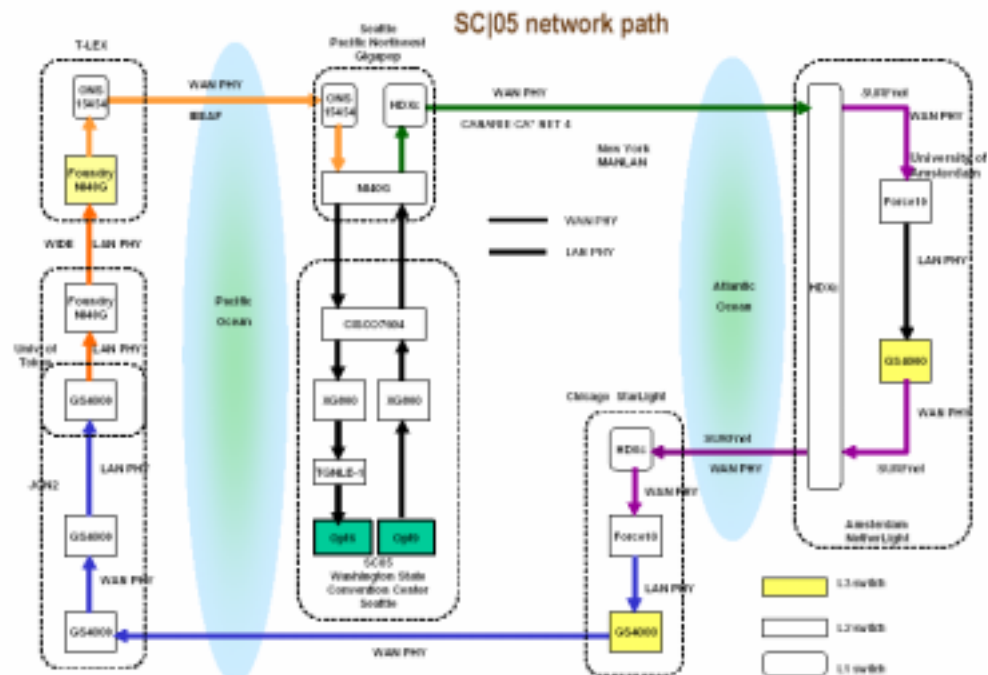 SC|05 network path
T-LEX
ONS
15454
Foundry
NI40G
WIDE
LAN PHY
Foundry
NI40G
Univ of
LAN PHY
GS4000
LAN PHY
JGN2
GS4000
WAN PHY
GS4000
WAN PHY
IEEAF
Pacific
Ocean
Seattle
Pacific Northwest
Gigapop
ONS
15454
HDXc
NI40G
CISCO7604
XG800
XG800
TGNLE-1
SC05
Washington State
Convention Center
Seattle
WAN PHY
CANARIE CA* NET 4
New York
MANLAN
WAN PHY
LAN PHY
Atlantic
Ocean
HDXc
SURFnet
WAN PHY
University of
Amsterdam
Force10
LAN PHY
GS4000
WAN PHY
SURFnet
Amsterdam
NetherLight
SURFnet
WAN PHY
Chicago StarLight
HDXc
WAN PHY
Force10
LAN PHY
GS4000
WAN PHY
L3 switch
L2 switch
L1 switch